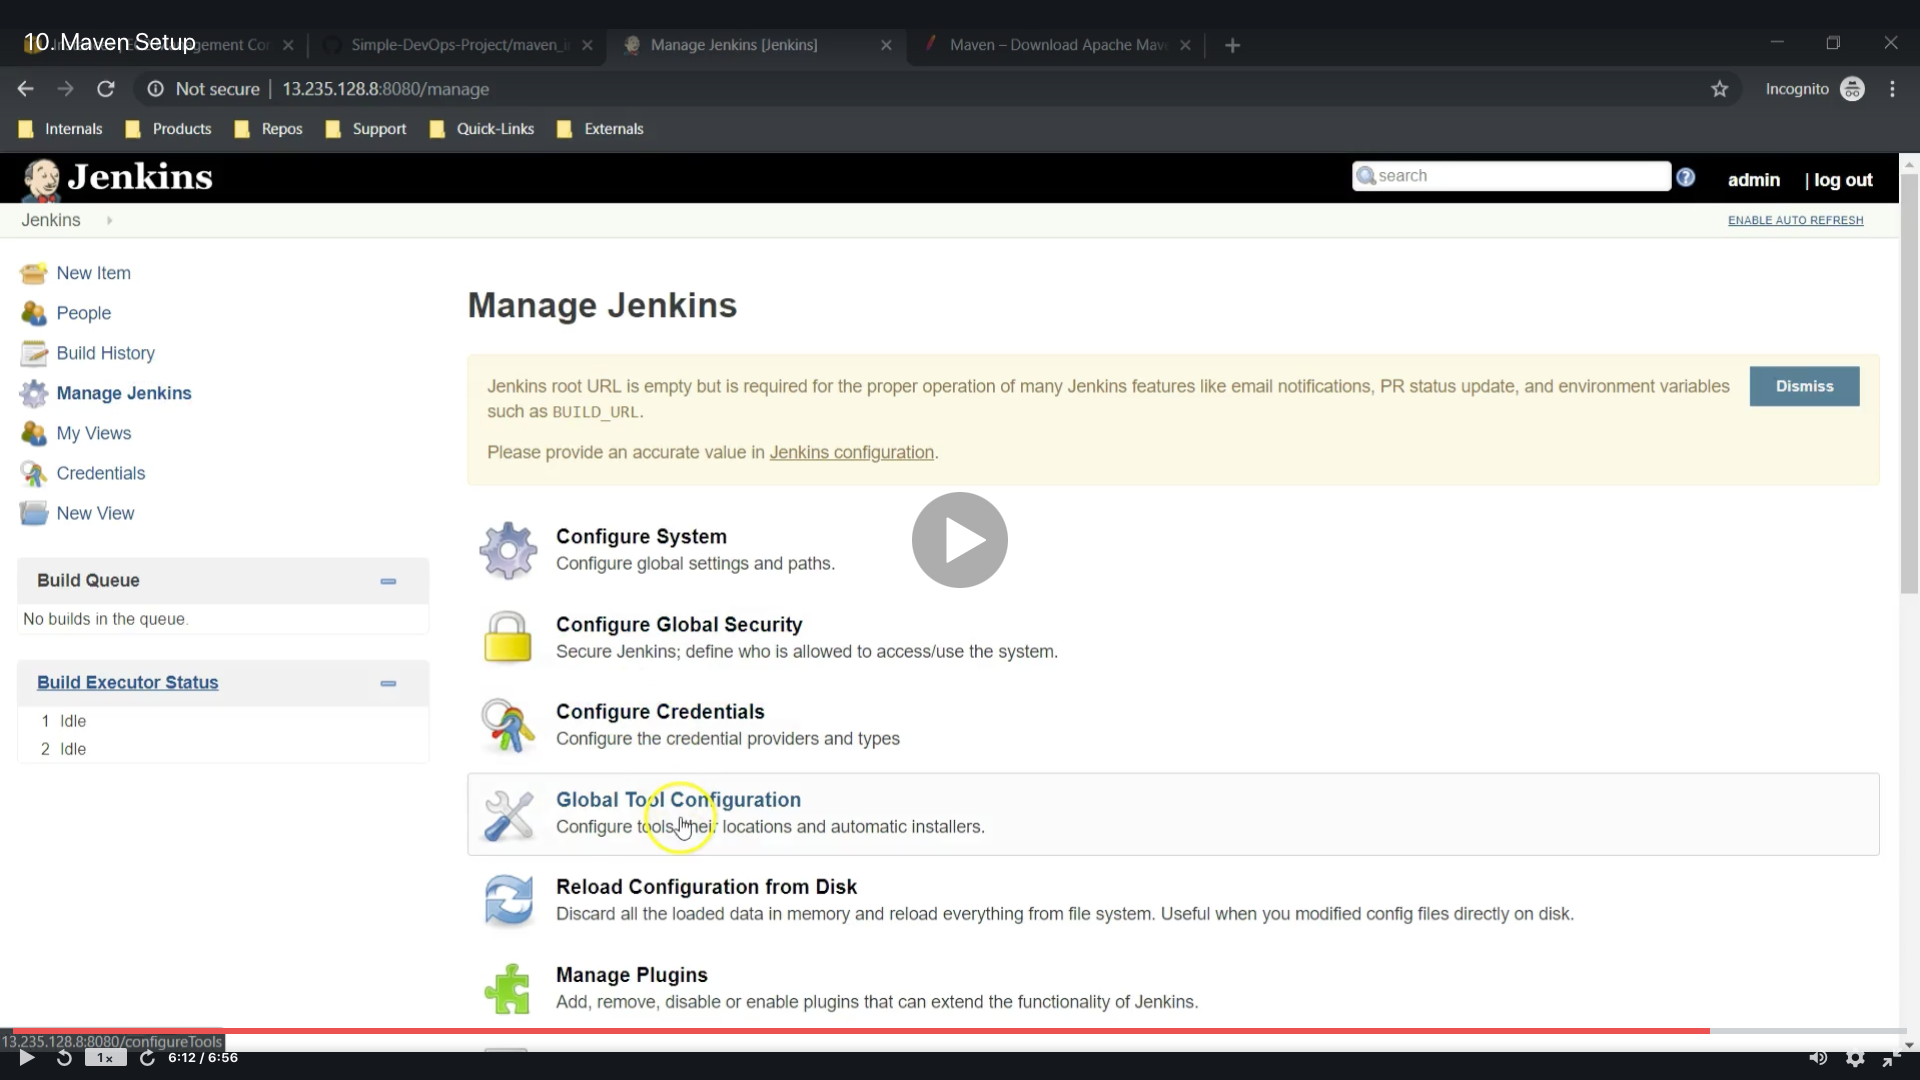 10. Maven Setup
Simple-DevOps-Project/maven_i
Manage Jenkins [Jenkins]
Maven – Download Apache Mav
Not secure | 13.235.128.8:8080/manage
Incognito
Internals
Products
Repos
Support
Quick-Links
Externals
Jenkins
search
admin
| log out
Jenkins
ENABLE AUTO REFRESH
New Item
People
Build History
Manage Jenkins
My Views
Credentials
New View
Build Queue
No builds in the queue.
Build Executor Status
1 Idle
2 Idle
Manage Jenkins
Jenkins root URL is empty but is required for the proper operation of many Jenkins features like email notifications, PR status update, and environment variables
such as BUILD_URL.
Please provide an accurate value in Jenkins configuration.
Dismiss
Configure System
Configure global settings and paths.
Configure Global Security
Secure Jenkins; define who is allowed to access/use the system.
Configure Credentials
Configure the credential providers and types
Global Tool Configuration
Configure tools, their locations and automatic installers.
Reload Configuration from Disk
Discard all the loaded data in memory and reload everything from file system. Useful when you modified config files directly on disk.
Manage Plugins
Add, remove, disable or enable plugins that can extend the functionality of Jenkins.
13.235.128.8:8080/configureTools
1x
6:12 / 6:56